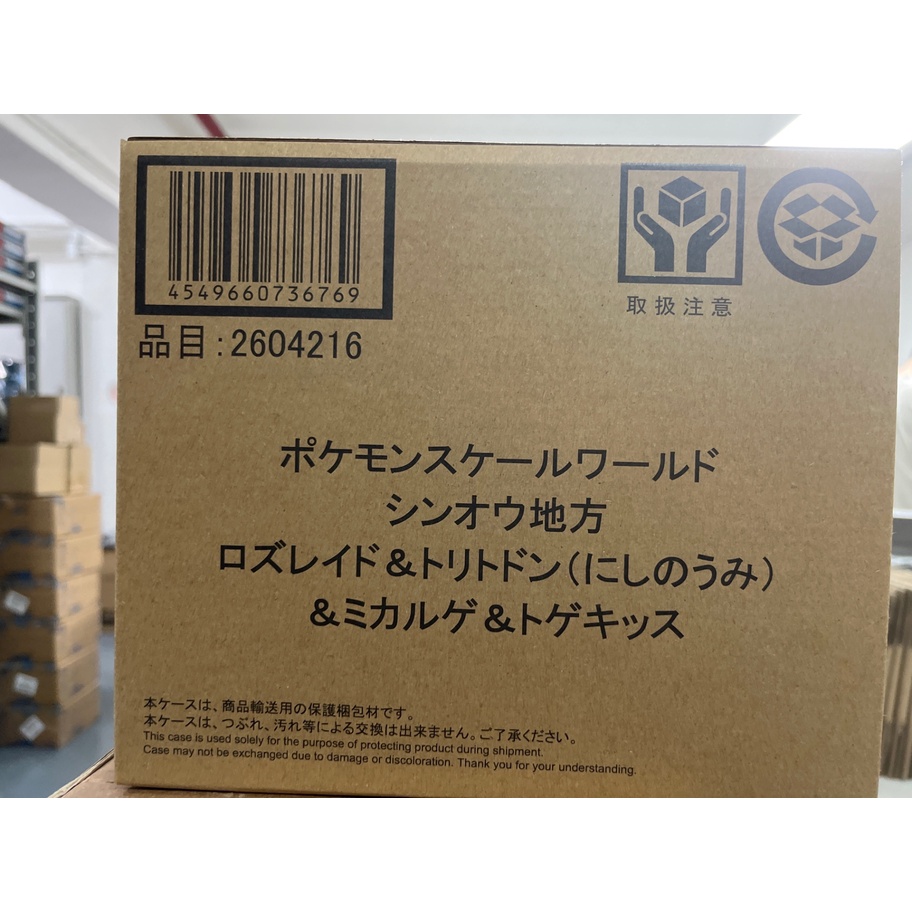 4549660736769
取扱注意
品目:2604216
ポケモンスケールワールド
シンオウ地方
ロズレイド&トリトドン(にしのうみ)
&ミカルゲ&トゲキッス
本ケースは、商品輸送用の保護梱包材です。
本ケースは、つぶれ、汚れ等による交換は出来ません。ご了承ください。
This case is used solely for the purpose of protecting product during shipment.
Case may not be exchanged due to damage or discoloration. Thank you for your understanding.